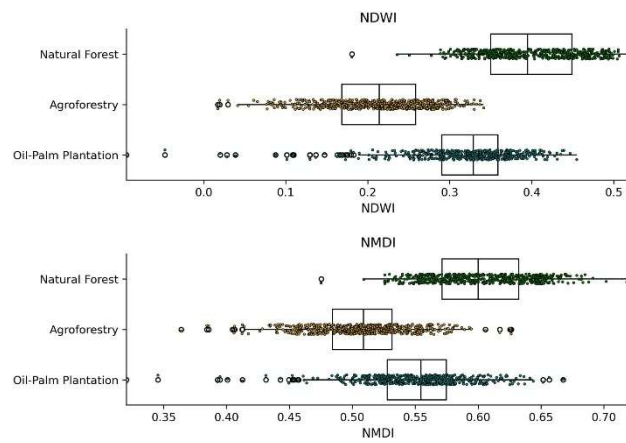 NDWI
Natural Forest
Agroforestry
Oil-Palm Plantation
0.0 0.1 0.2 0.3 0.4 0.5
NDWI
NMDI
Natural Forest
Agroforestry
Oil-Palm Plantation
0.35 0.40 0.45 0.50 0.55 0.60 0.65 0.70
NMDI